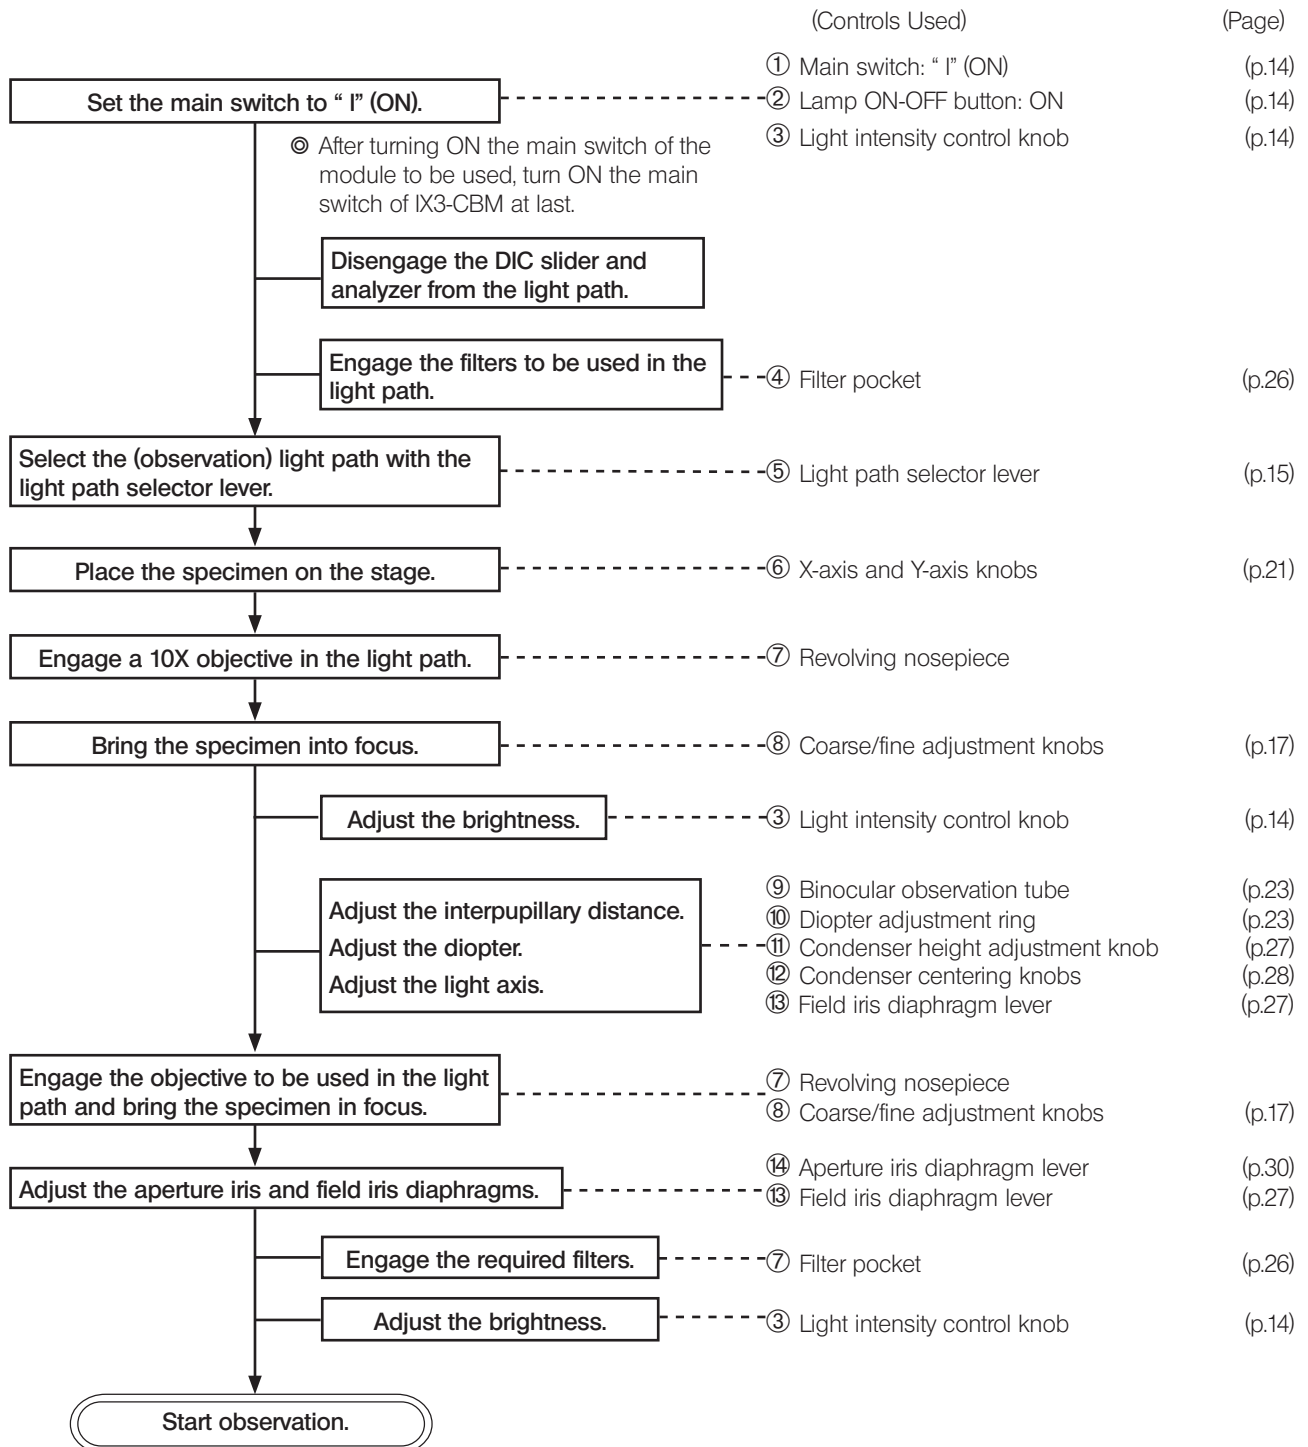 (Controls Used) (Page)
① Main switch: “ I” (ON) (p.14)
Set the main switch to “ I” (ON).
② Lamp ON-OFF button: ON (p.14)
③ Light intensity control knob (p.14)
◎ After turning ON the main switch of the
module to be used, turn ON the main
switch of IX3-CBM at last.
Disengage the DIC slider and
analyzer from the light path.
Engage the filters to be used in the
light path.
④ Filter pocket (p.26)
Select the (observation) light path with the
light path selector lever.
⑤ Light path selector lever (p.15)
Place the specimen on the stage.
⑥ X-axis and Y-axis knobs (p.21)
Engage a 10X objective in the light path.
⑦ Revolving nosepiece
Bring the specimen into focus.
⑧ Coarse/fine adjustment knobs (p.17)
Adjust the brightness.
③ Light intensity control knob (p.14)
Adjust the interpupillary distance.
Adjust the diopter.
Adjust the light axis.
⑨ Binocular observation tube (p.23)
⑩ Diopter adjustment ring (p.23)
⑪ Condenser height adjustment knob (p.27)
⑫ Condenser centering knobs (p.28)
⑬ Field iris diaphragm lever (p.27)
Engage the objective to be used in the light
path and bring the specimen in focus.
⑦ Revolving nosepiece
⑧ Coarse/fine adjustment knobs (p.17)
Adjust the aperture iris and field iris diaphragms.
⑭ Aperture iris diaphragm lever (p.30)
⑬ Field iris diaphragm lever (p.27)
Engage the required filters.
⑦ Filter pocket (p.26)
Adjust the brightness.
③ Light intensity control knob (p.14)
Start observation.